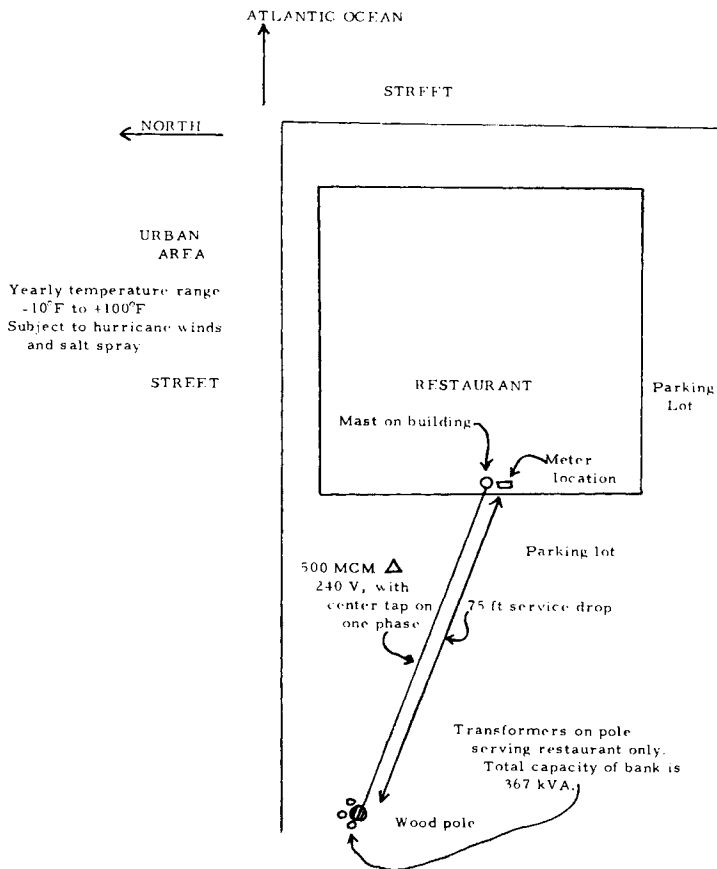 ATLANTIC OCEAN
STREET
NORTH
URBAN
AREA
Yearly temperature range
-10°F to +100°F
Subject to hurricane winds
and salt spray
STREET
RESTAURANT
Parking
Lot
Mast on building
Meter
location
Parking lot
500 MCM Δ
240 V, with
center tap on
one phase
75 ft service drop
Transformers on pole
serving restaurant only.
Total capacity of bank is
367 kVA.
Wood pole